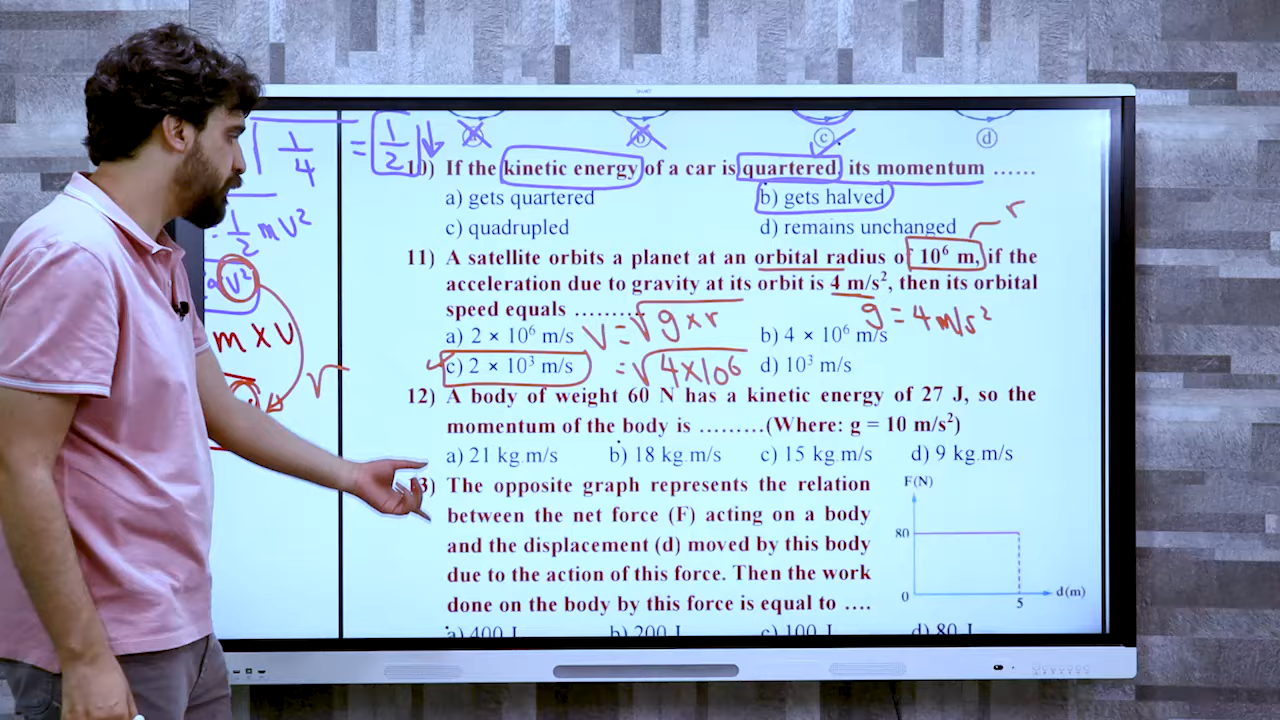 1/4 = 1/2 ↓
a b c d
10) If the kinetic energy of a car is quartered, its momentum ......
a) gets quartered b) gets halved
c) quadrupled d) remains unchanged
1/2 mv²
v²
m × v
r
11) A satellite orbits a planet at an orbital radius of 10⁶ m, if the
acceleration due to gravity at its orbit is 4 m/s², then its orbital
speed equals ..........
v = √g×r
g = 4 m/s²
a) 2 × 10⁶ m/s b) 4 × 10⁶ m/s
= √4×10⁶
c) 2 × 10³ m/s d) 10³ m/s
12) A body of weight 60 N has a kinetic energy of 27 J, so the
momentum of the body is .........(Where: g = 10 m/s²)
a) 21 kg.m/s b) 18 kg.m/s c) 15 kg.m/s d) 9 kg.m/s
13) The opposite graph represents the relation
between the net force (F) acting on a body
and the displacement (d) moved by this body
due to the action of this force. Then the work
done on the body by this force is equal to ....
F(N)
80
0
5
d(m)
a) 400 J b) 200 J c) 100 J d) 80 J